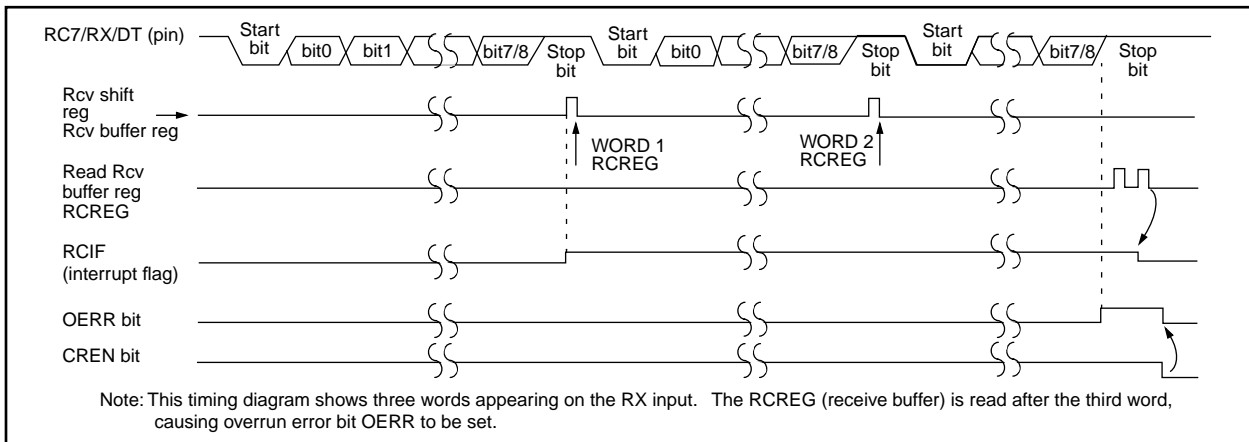 RC7/RX/DT (pin)
Start
bit
bit0
bit1
bit7/8
Stop
bit
Start
bit
bit0
bit7/8
Stop
bit
Start
bit
bit7/8
Stop
bit
Rcv shift
reg
Rcv buffer reg
WORD 1
RCREG
WORD 2
RCREG
Read Rcv
buffer reg
RCREG
RCIF
(interrupt flag)
OERR bit
CREN bit
Note: This timing diagram shows three words appearing on the RX input. The RCREG (receive buffer) is read after the third word,
causing overrun error bit OERR to be set.